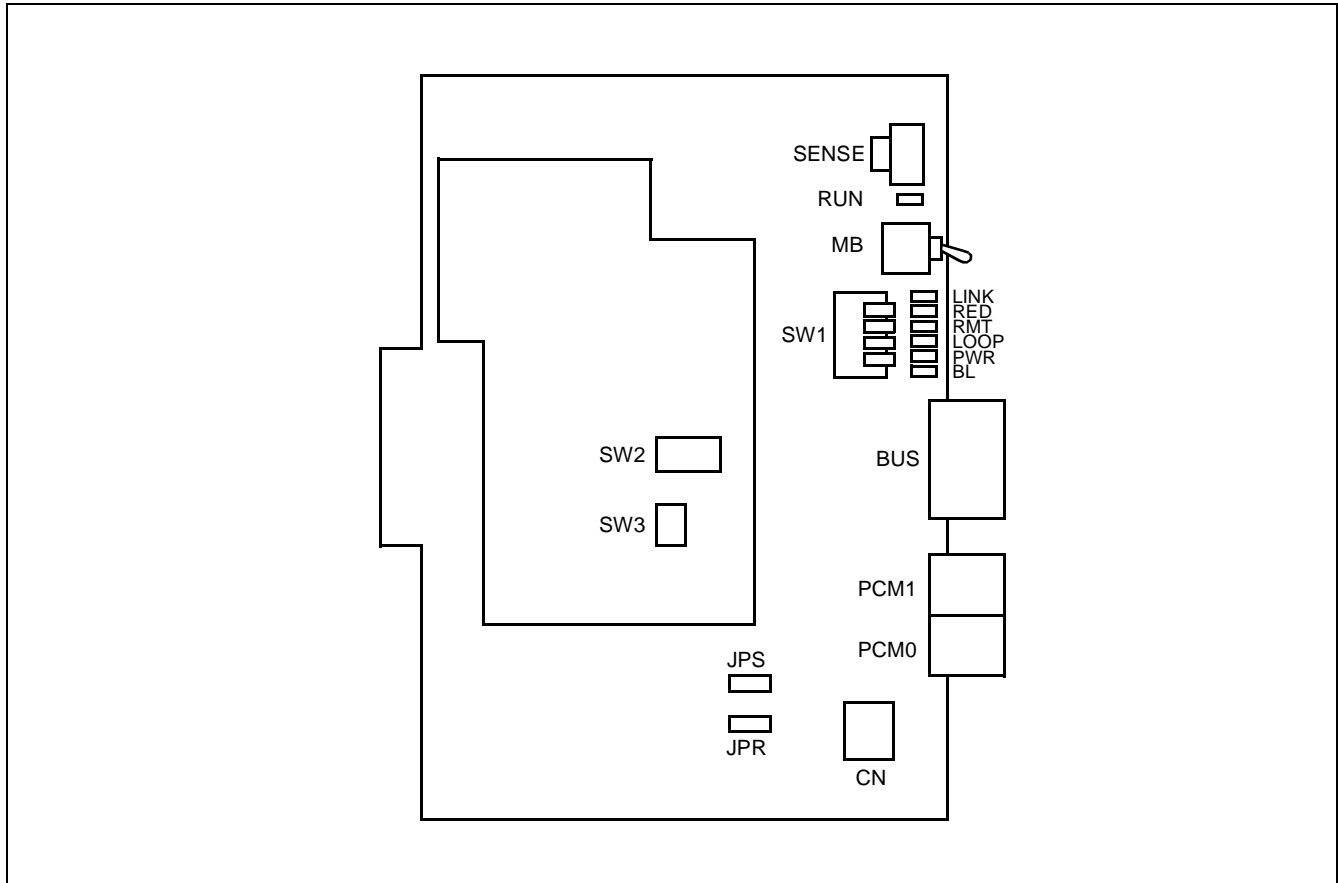 SENSE
RUN
MB
LINK
RED
RMT
LOOP
PWR
BL
SW1
SW2
BUS
SW3
PCM1
PCM0
JPS
JPR
CN